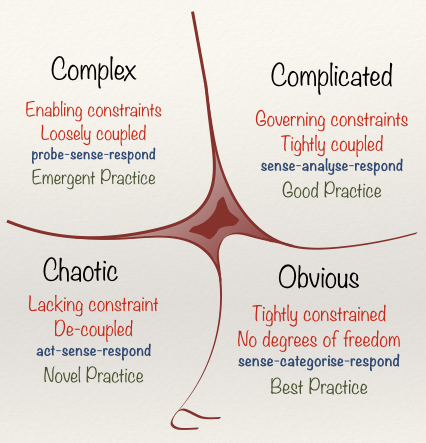 Complex
Enabling constraints
Loosely coupled
probe-sense-respond
Emergent Practice
Complicated
Governing constraints
Tightly coupled
sense-analyse-respond
Good Practice
Chaotic
Lacking constraint
De-coupled
act-sense-respond
Novel Practice
Obvious
Tightly constrained
No degrees of freedom
sense-categorise-respond
Best Practice